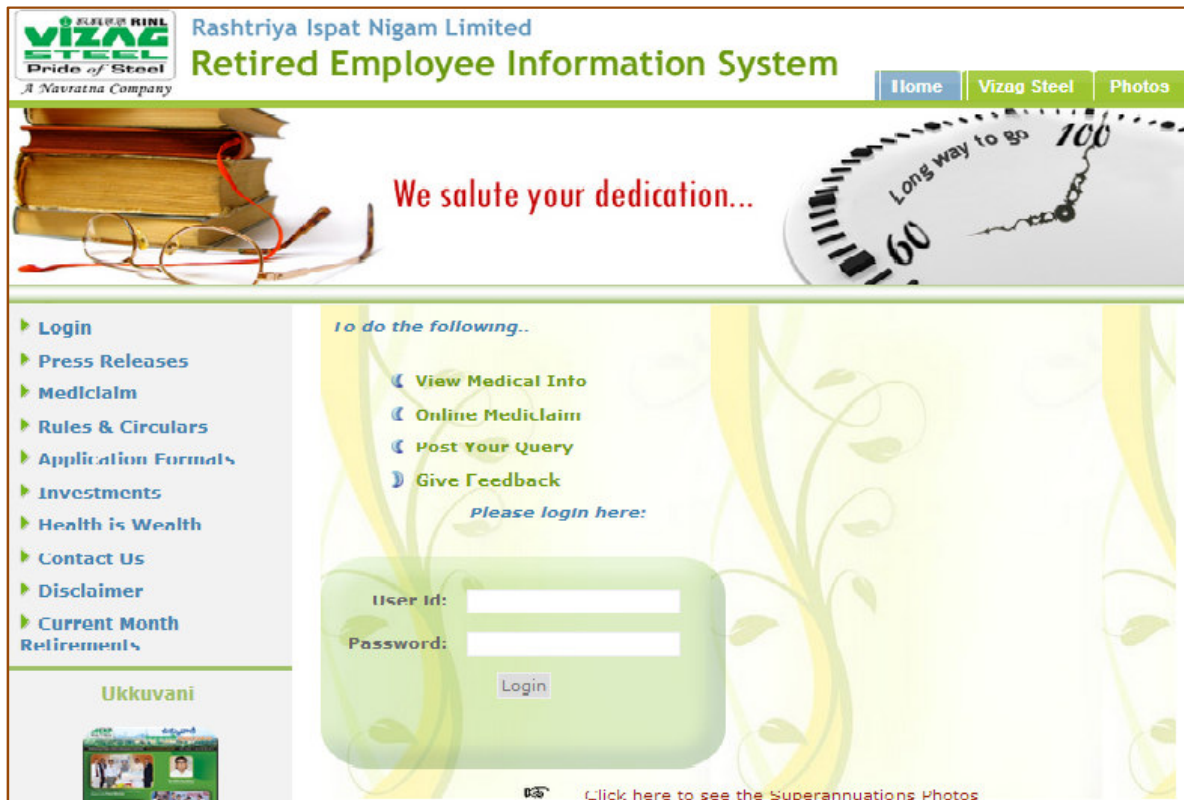 RINL
VIZAG
STEEL
Pride of Steel
A Navratna Company
Rashtriya Ispat Nigam Limited
Retired Employee Information System
Home
Vizag Steel
Photos
We salute your dedication...
Long way to go
100
60
Login
Press Releases
Mediclaim
Rules & Circulars
Application Formats
Investments
Health is Wealth
Contact Us
Disclaimer
Current Month
Retirements
Ukkuvani
To do the following..
View Medical Info
Online Mediclaim
Post Your Query
Give Feedback
Please login here:
User Id:
Password:
Login
Click here to see the Superannuations Photos